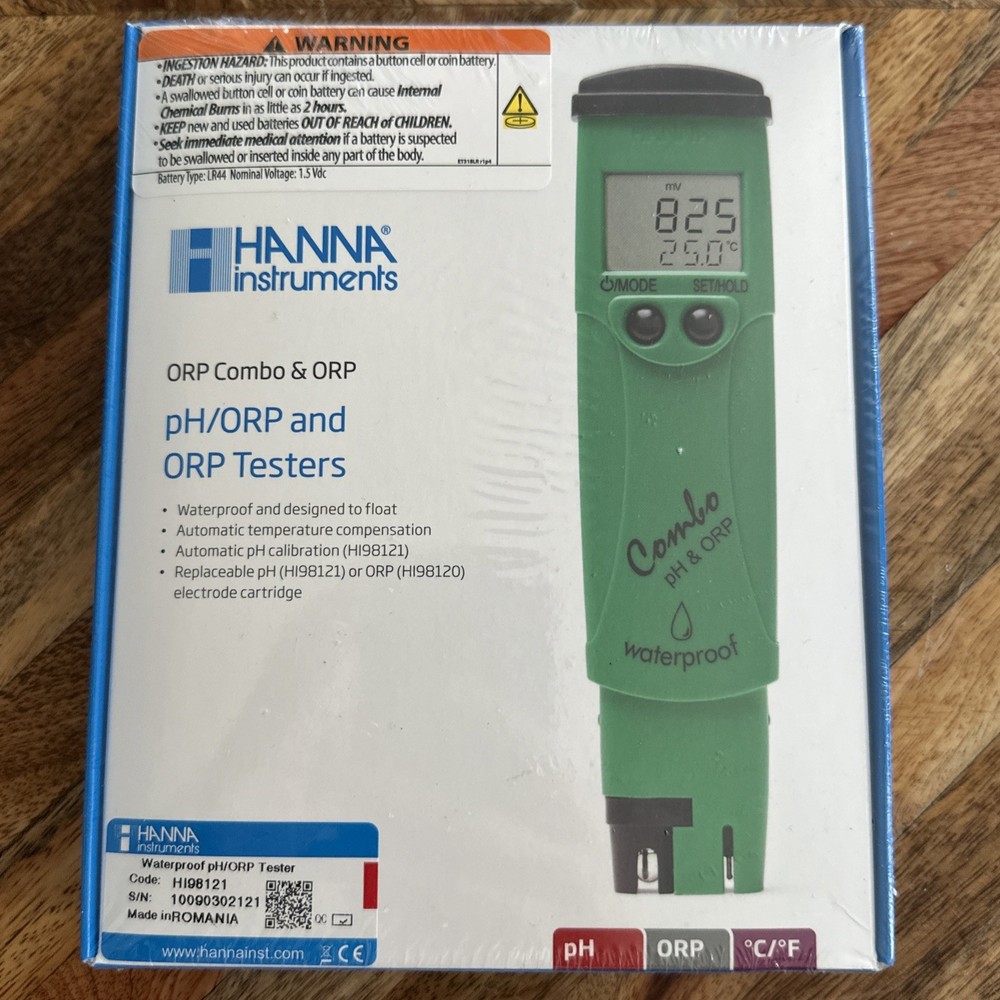 WARNING
•INGESTION HAZARD: This product contains a button cell or coin battery.
•DEATH or serious injury can occur if ingested.
•A swallowed button cell or coin battery can cause Internal
Chemical Burns in as little as 2 hours.
•KEEP new and used batteries OUT OF REACH of CHILDREN.
•Seek immediate medical attention if a battery is suspected
to be swallowed or inserted inside any part of the body.
Battery Type: LR44 Nominal Voltage: 1.5 Vdc
HANNA®
instruments
ORP Combo & ORP
pH/ORP and
ORP Testers
• Waterproof and designed to float
• Automatic temperature compensation
• Automatic pH calibration (HI98121)
• Replaceable pH (HI98121) or ORP (HI98120)
electrode cartridge
mV
825
25.0°C
/MODE SET/HOLD
Combo
pH & ORP
waterproof
HANNA
instruments
Waterproof pH/ORP Tester
Code: HI98121
S/N: 10090302121
Made in ROMANIA
QC
www.hannainst.com CE
pH ORP °C/°F